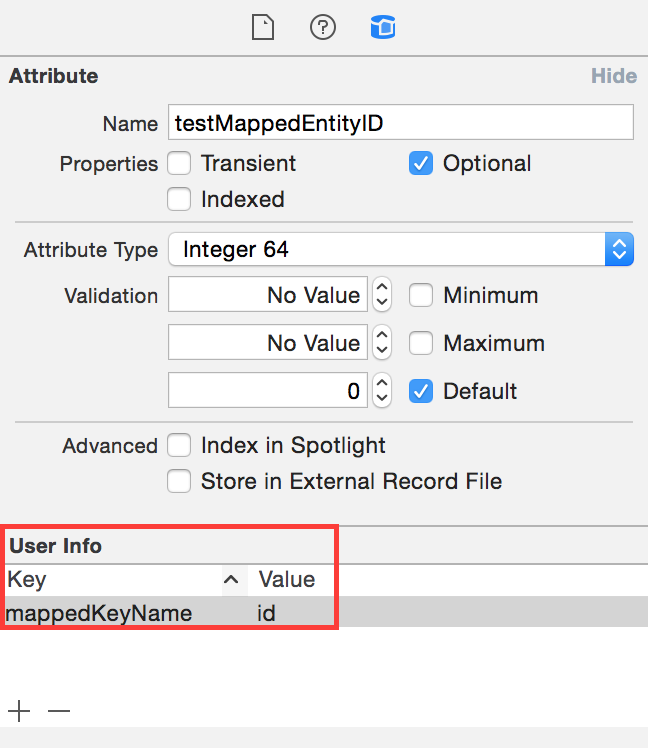 Attribute Hide
Name testMappedEntityID
Properties Transient Optional
Indexed
Attribute Type Integer 64
Validation No Value Minimum
No Value Maximum
0 Default
Advanced Index in Spotlight
Store in External Record File
User Info
Key Value
mappedKeyName id